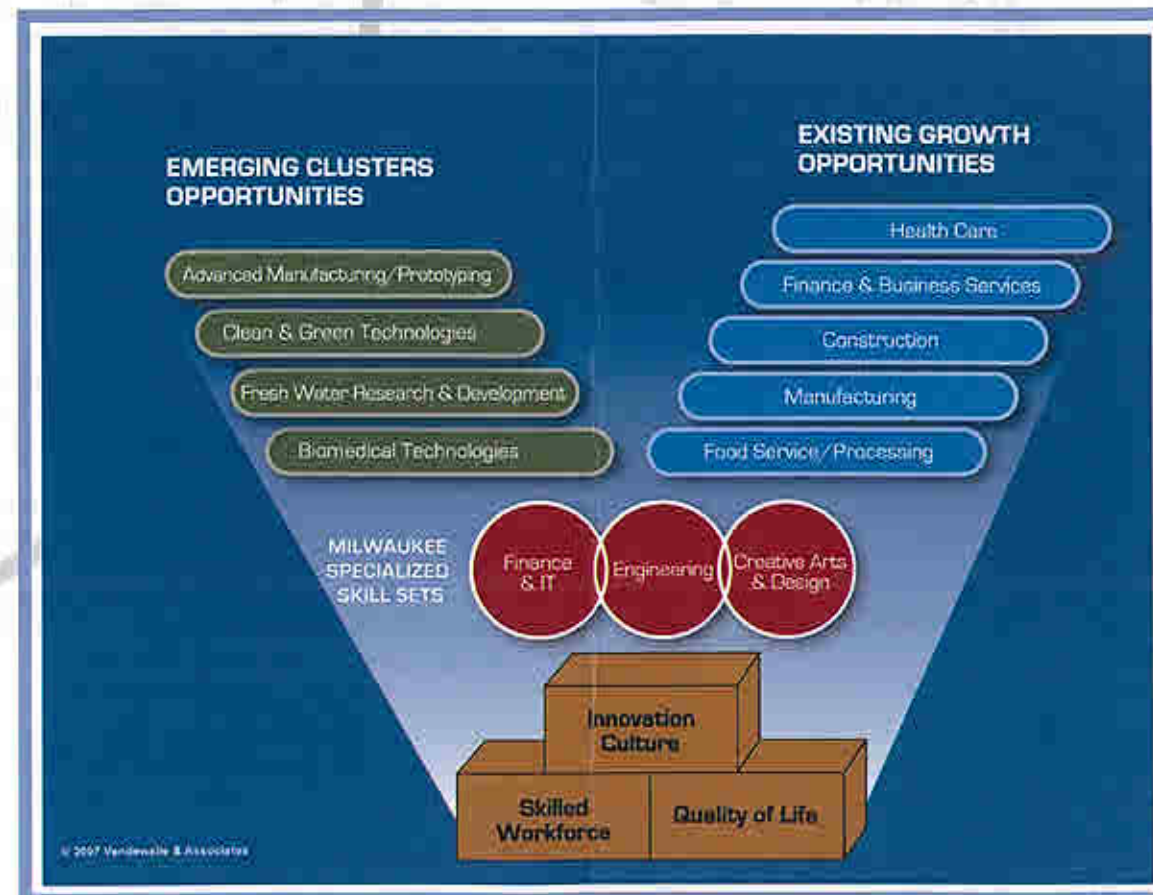 EMERGING CLUSTERS
OPPORTUNITIES
Advanced Manufacturing/Prototyping
Clean & Green Technologies
Fresh Water Research & Development
Biomedical Technologies
EXISTING GROWTH
OPPORTUNITIES
Health Care
Finance & Business Services
Construction
Manufacturing
Food Service/Processing
MILWAUKEE
SPECIALIZED
SKILL SETS
Finance
& IT
Engineering
Creative Arts
& Design
Innovation
Culture
Skilled
Workforce
Quality of Life
© 2007 Vandewalle & Associates